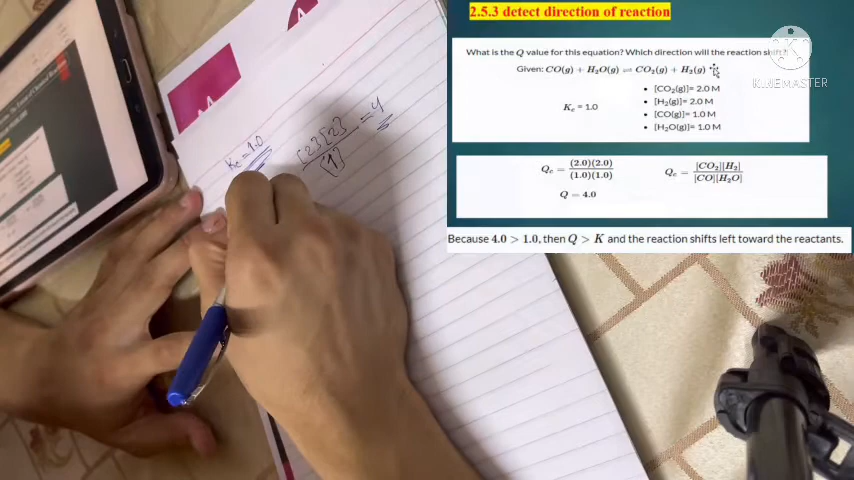 2.5.3 detect direction of reaction
What is the Q value for this equation? Which direction will the reaction shift?
Given: CO(g) + H₂O(g) ⇌ CO₂(g) + H₂(g)
Kc = 1.0
• [CO₂(g)]= 2.0 M
• [H₂(g)]= 2.0 M
• [CO(g)]= 1.0 M
• [H₂O(g)]= 1.0 M
Qc = (2.0)(2.0) / (1.0)(1.0)
Qc = [CO₂][H₂] / [CO][H₂O]
Q = 4.0
Because 4.0 > 1.0, then Q > K and the reaction shifts left toward the reactants.
KINEMASTER
Kc = 1.0
[2][2] / [1] = 4